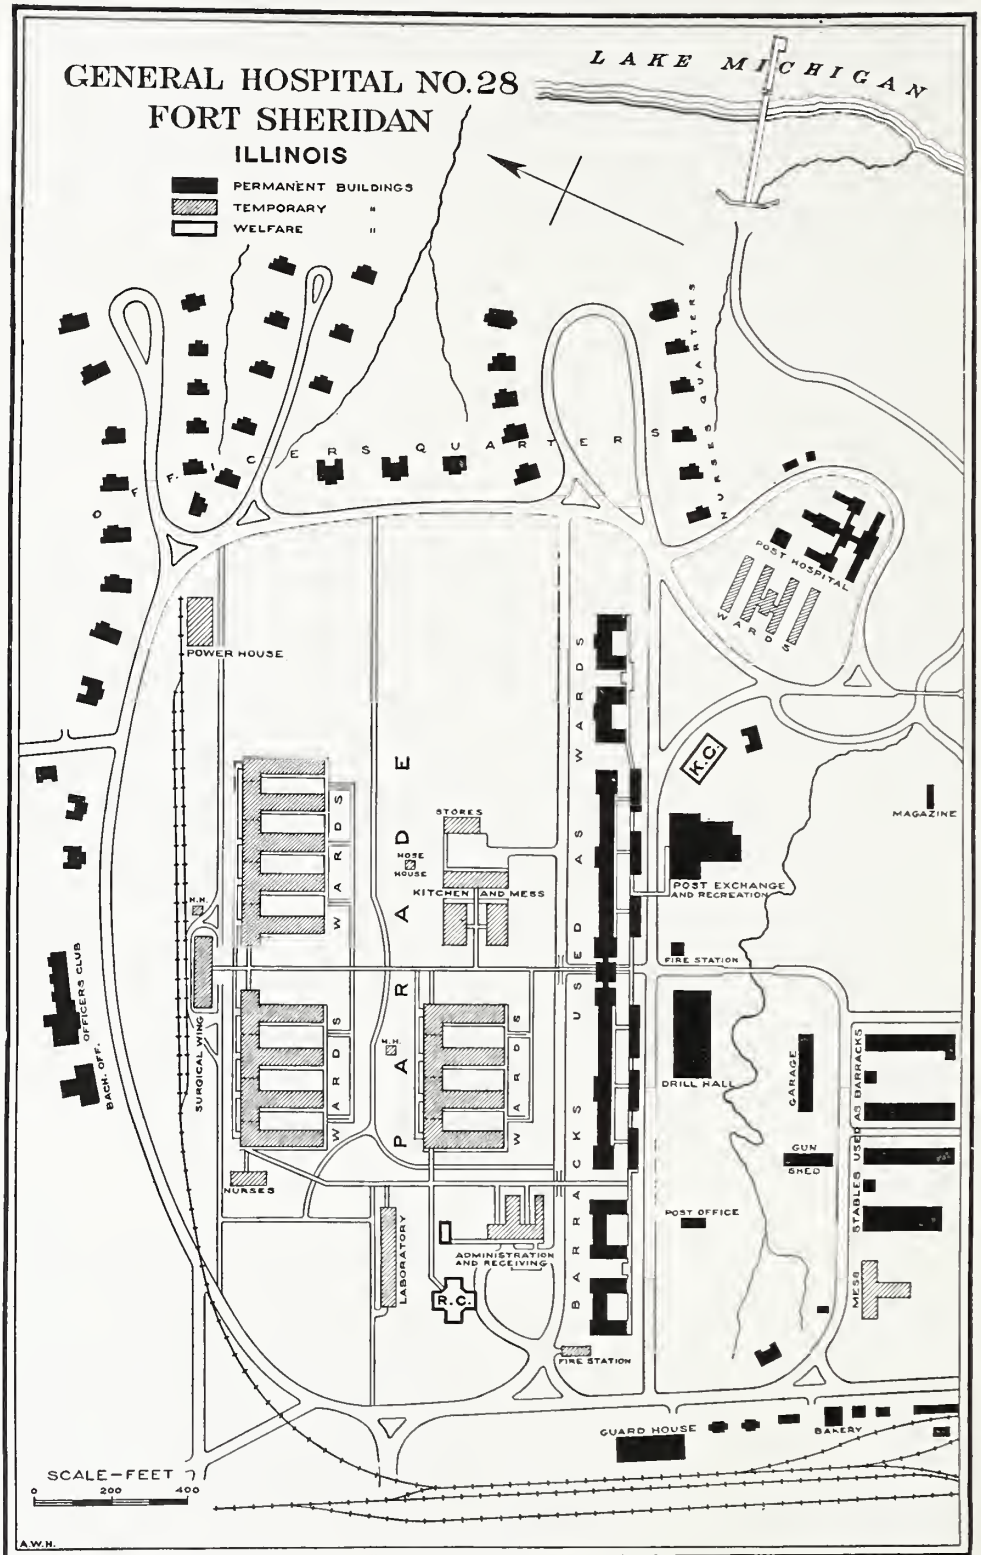 GENERAL HOSPITAL NO.28
FORT SHERIDAN
ILLINOIS
PERMANENT BUILDINGS
TEMPORARY "
WELFARE "
LAKE MICHIGAN
OFFICERS QUARTERS
NURSES QUARTERS
POST HOSPITAL
WARDS
POWER HOUSE
BARRACKS USED AS WARDS
K.C.
PARADE
WARDS
STORES
HOSE
HOUSE
KITCHEN AND MESS
MAGAZINE
POST EXCHANGE
AND RECREATION
H.H.
FIRE STATION
OFFICERS CLUB
BACH. OFF.
SURGICAL WING
WARDS
H.H.
WARDS
DRILL HALL
GARAGE
STABLES USED AS BARRACKS
GUN
SHED
NURSES
LABORATORY
POST OFFICE
ADMINISTRATION
AND RECEIVING
R.C.
MESS
FIRE STATION
GUARD HOUSE
BAKERY
SCALE-FEET
0 200 400
A.W.H.